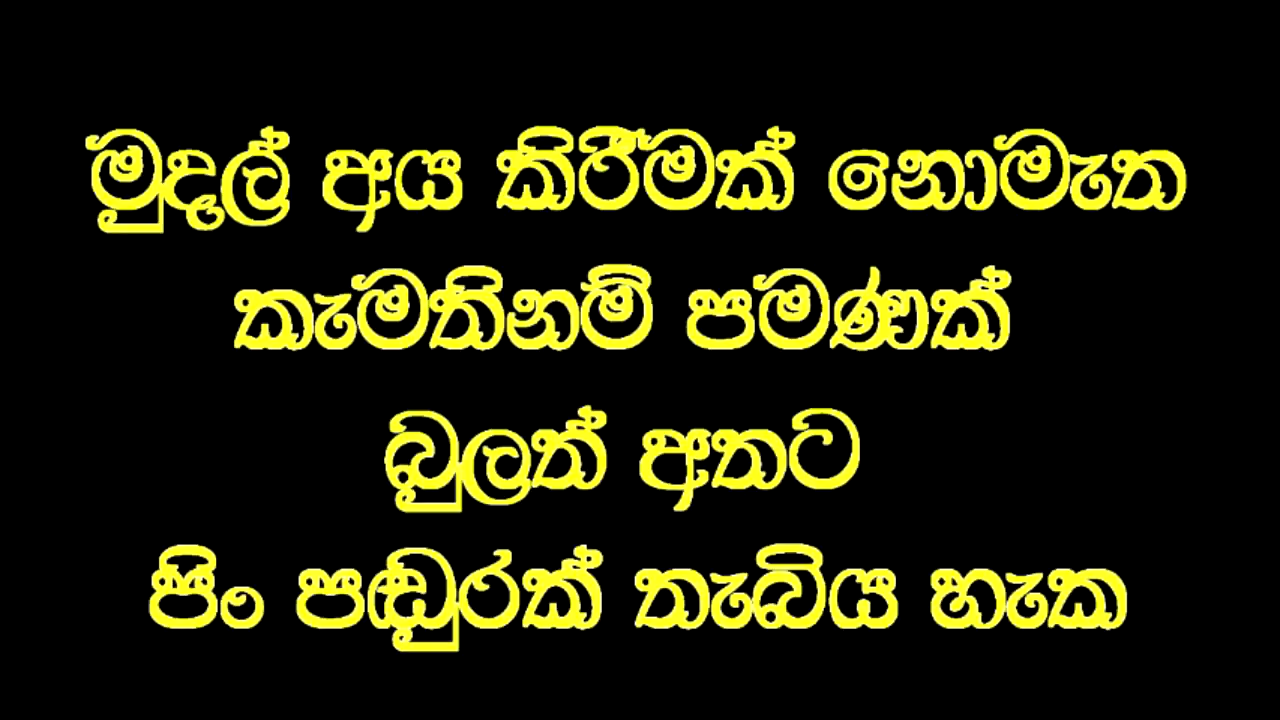 මුදල් අය කිරීමක් නොමැත
කැමතිනම් පමණක්
බුලත් අතට
පිං පඬුරක් තැබිය හැක